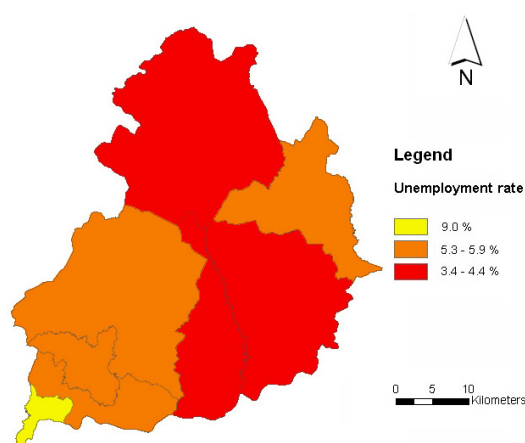 N
Legend
Unemployment rate
9.0 %
5.3 - 5.9 %
3.4 - 4.4 %
0 5 10
Kilometers